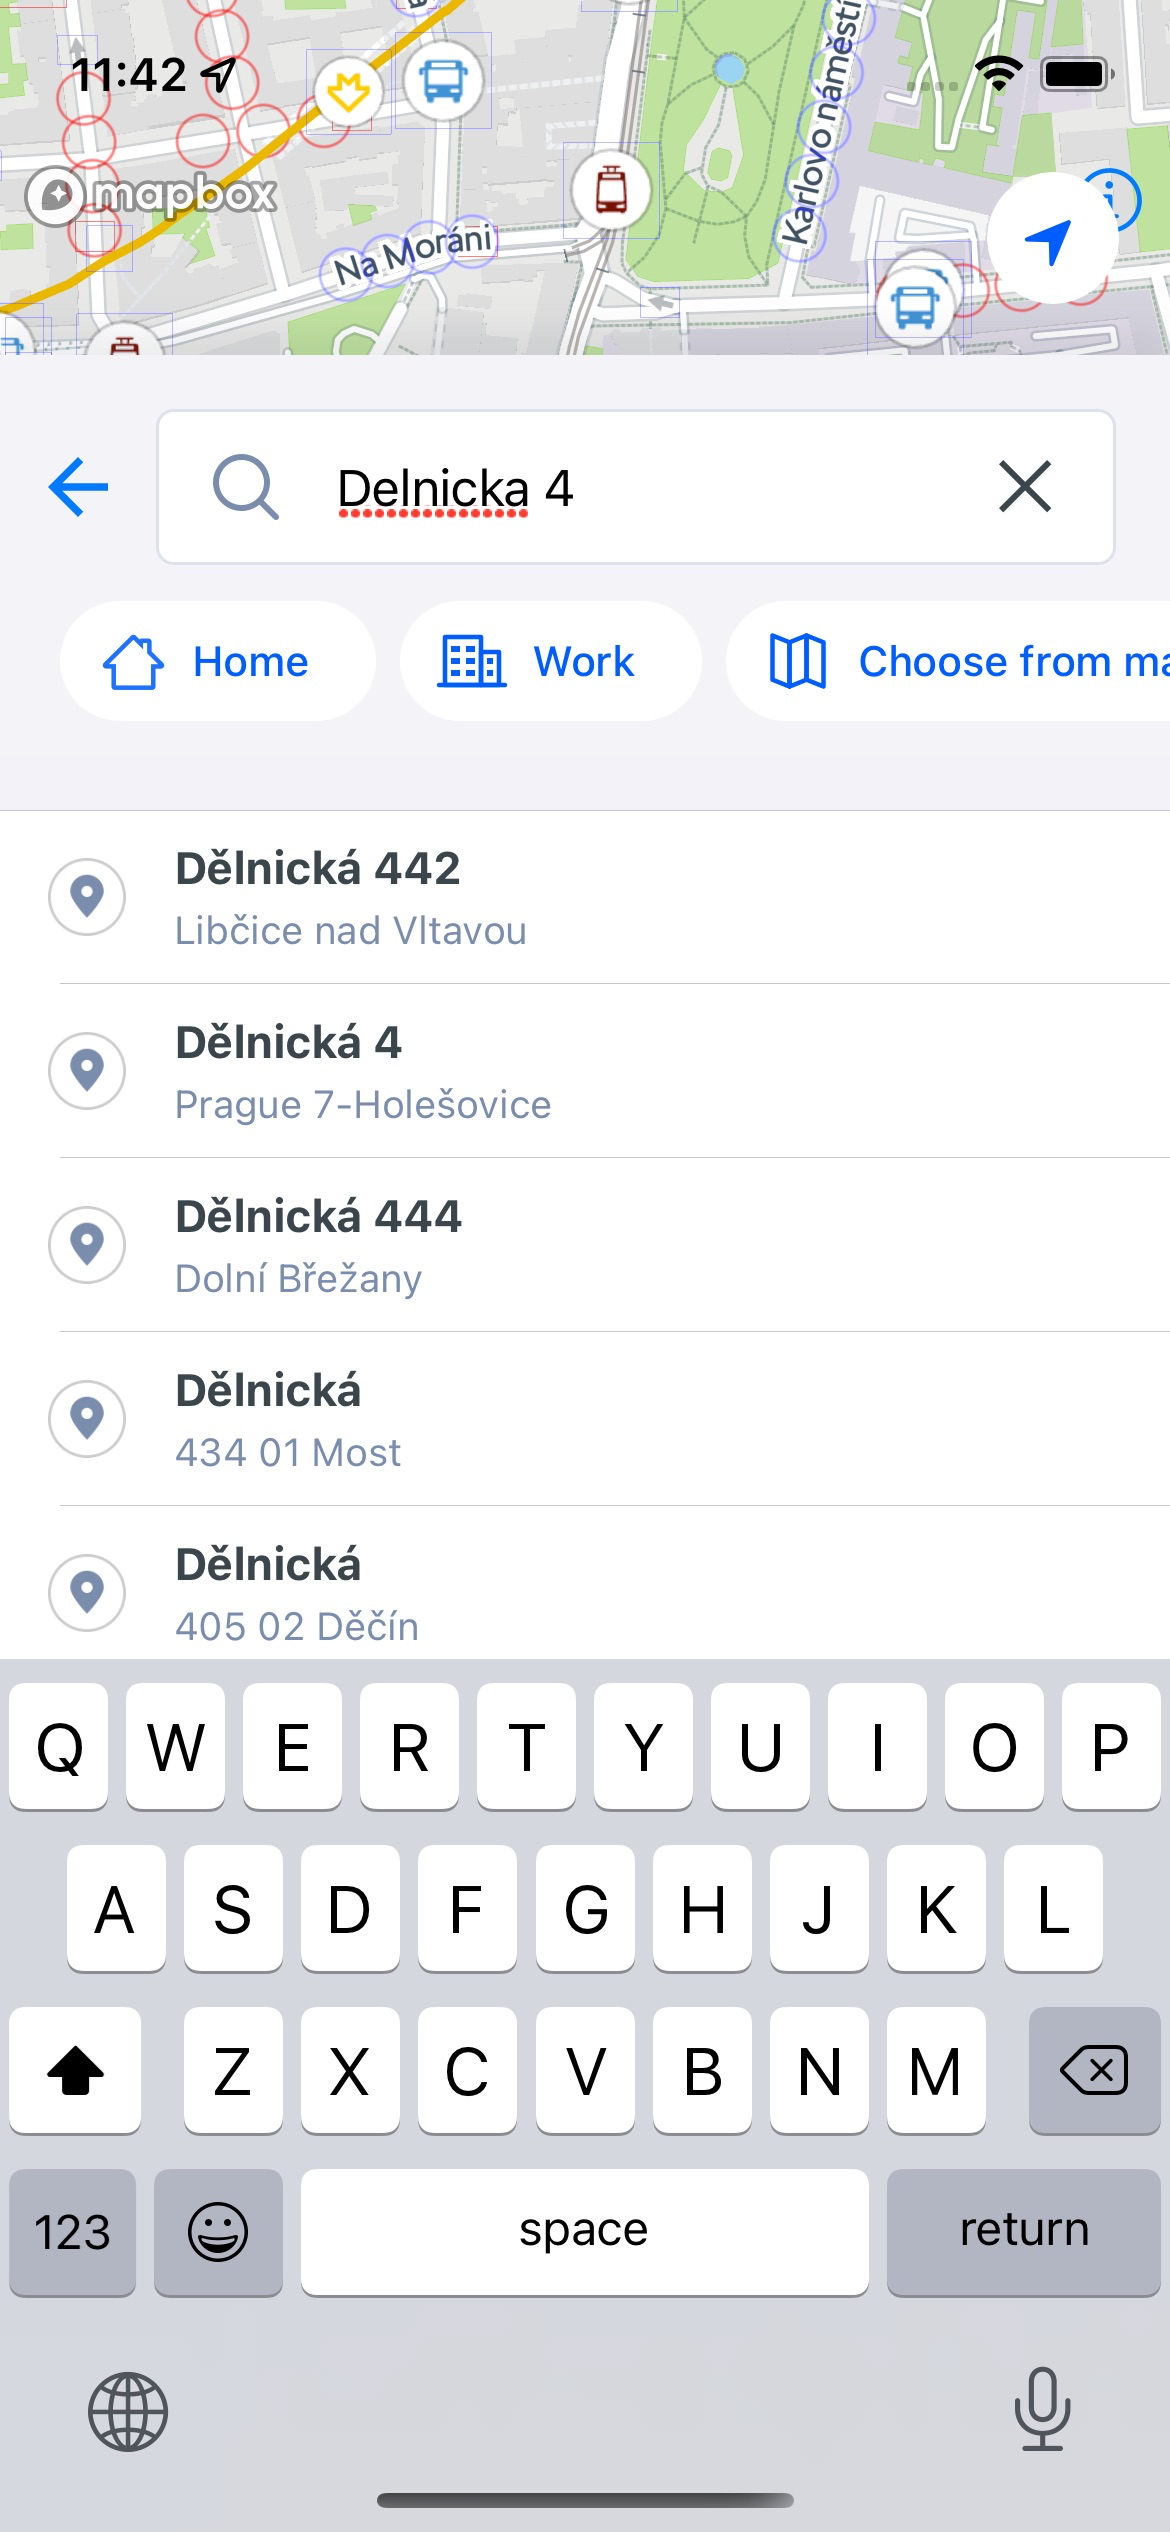 11:42
mapbox
Na Moráni
Karlovo náměstí
Delnicka 4
Home
Work
Choose from ma
Dělnická 442
Libčice nad Vltavou
Dělnická 4
Prague 7-Holešovice
Dělnická 444
Dolní Břežany
Dělnická
434 01 Most
Dělnická
405 02 Děčín
Q W E R T Y U I O P
A S D F G H J K L
Z X C V B N M
123 space return